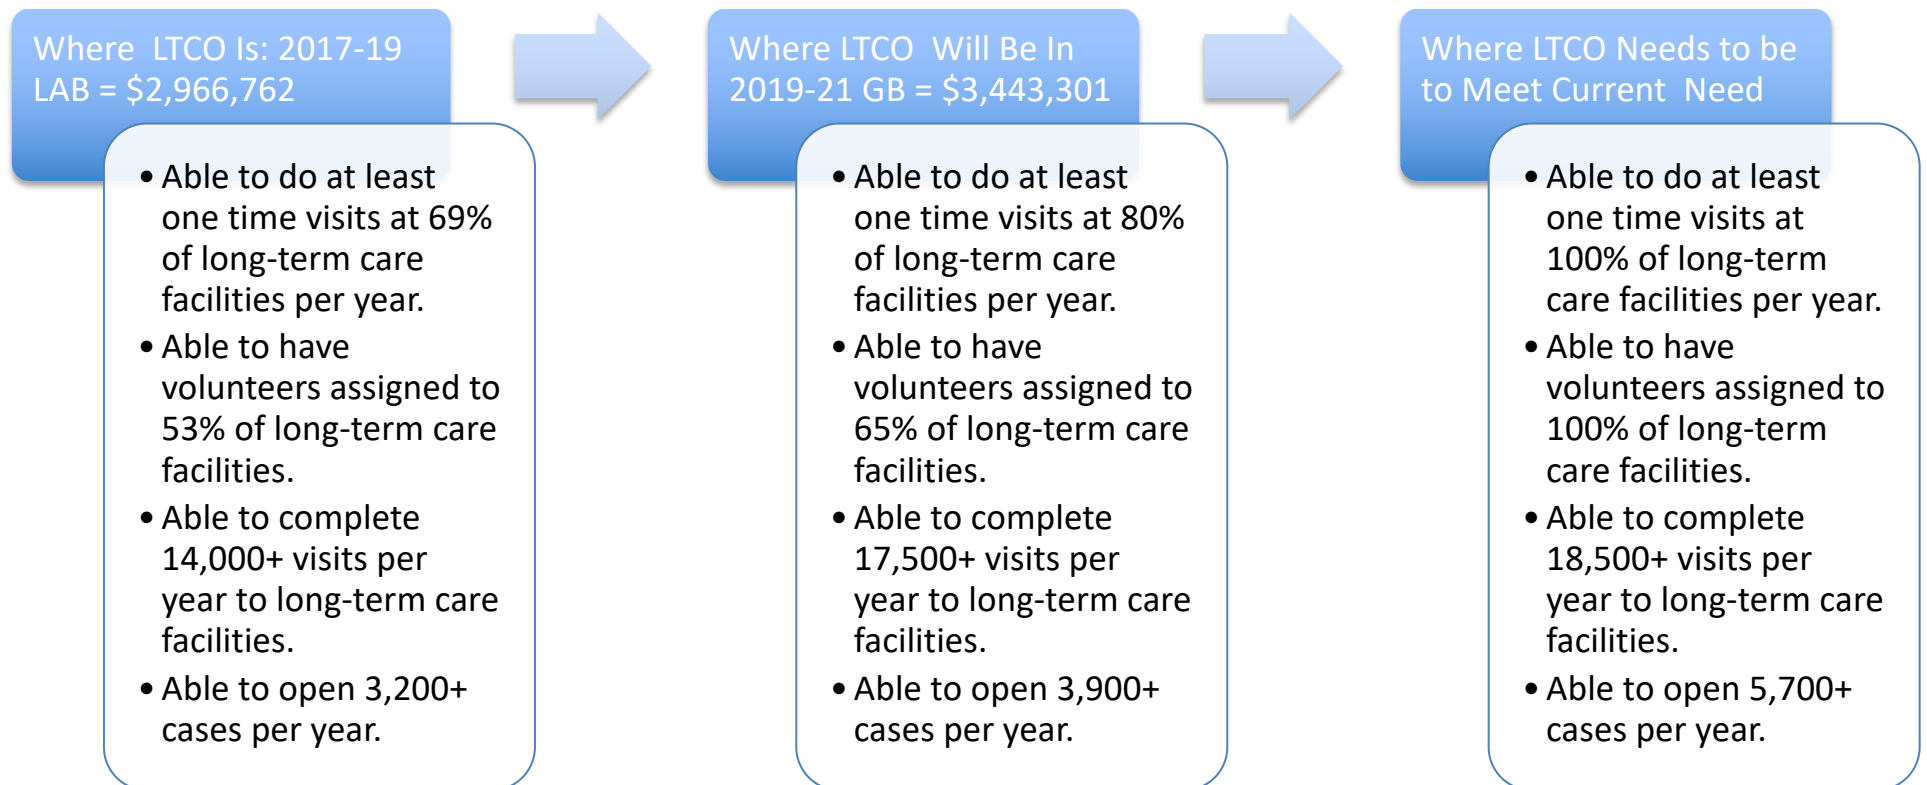 Where LTCO Is: 2017-19
LAB = $2,966,762
• Able to do at least
one time visits at 69%
of long-term care
facilities per year.
• Able to have
volunteers assigned to
53% of long-term care
facilities.
• Able to complete
14,000+ visits per
year to long-term care
facilities.
• Able to open 3,200+
cases per year.
Where LTCO Will Be In
2019-21 GB = $3,443,301
• Able to do at least
one time visits at 80%
of long-term care
facilities per year.
• Able to have
volunteers assigned to
65% of long-term care
facilities.
• Able to complete
17,500+ visits per
year to long-term care
facilities.
• Able to open 3,900+
cases per year.
Where LTCO Needs to be
to Meet Current Need
• Able to do at least
one time visits at
100% of long-term
care facilities per year.
• Able to have
volunteers assigned to
100% of long-term
care facilities.
• Able to complete
18,500+ visits per
year to long-term care
facilities.
• Able to open 5,700+
cases per year.